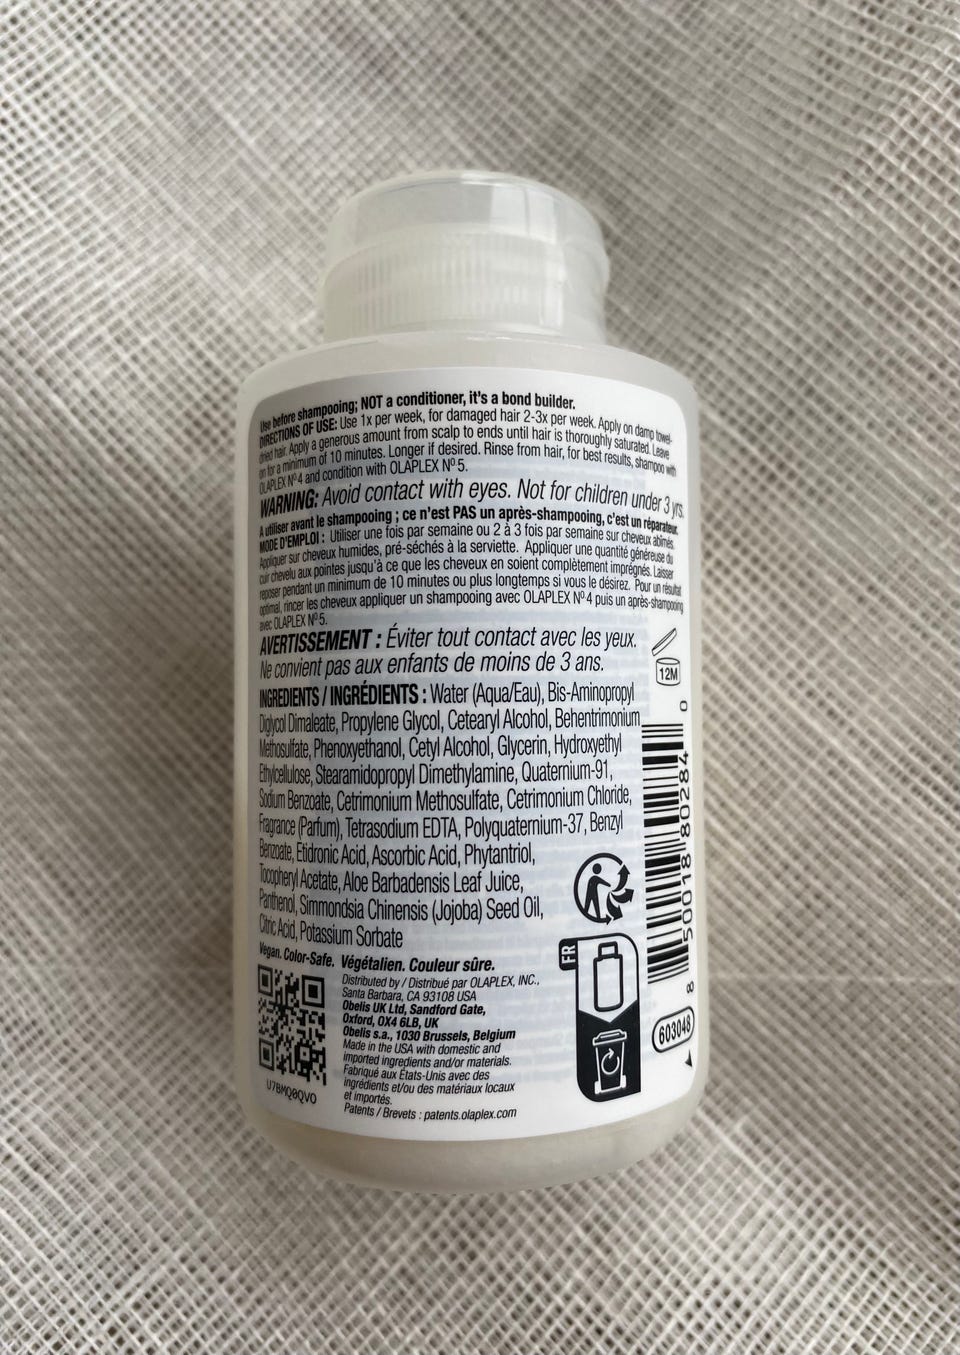 Use before shampooing; NOT a conditioner, it's a bond builder.
DIRECTIONS OF USE: Use 1x per week, for damaged hair 2-3x per week. Apply on damp towel-
dried hair. Apply a generous amount from scalp to ends until hair is thoroughly saturated. Leave
on for a minimum of 10 minutes. Longer if desired. Rinse from hair, for best results, shampoo with
OLAPLEX Nº4 and condition with OLAPLEX Nº5.
WARNING: Avoid contact with eyes. Not for children under 3 yrs.
A utiliser avant le shampooing ; ce n'est PAS un après-shampooing, c'est un réparateur.
MODE D'EMPLOI : Utiliser une fois par semaine ou 2 à 3 fois par semaine sur cheveux abîmés.
Appliquer sur cheveux humides, pré-séchés à la serviette. Appliquer une quantité généreuse du
cuir chevelu aux pointes jusqu'à ce que les cheveux en soient complètement imprégnés. Laisser
reposer pendant un minimum de 10 minutes ou plus longtemps si vous le désirez. Pour un résultat
optimal, rincer les cheveux appliquer un shampooing avec OLAPLEX Nº4 puis un après-shampooing
avec OLAPLEX Nº5.
AVERTISSEMENT : Éviter tout contact avec les yeux.
Ne convient pas aux enfants de moins de 3 ans.
12M
INGREDIENTS / INGRÉDIENTS : Water (Aqua/Eau), Bis-Aminopropyl
Diglycol Dimaleate, Propylene Glycol, Cetearyl Alcohol, Behentrimonium
Methosulfate, Phenoxyethanol, Cetyl Alcohol, Glycerin, Hydroxyethyl
Ethylcellulose, Stearamidopropyl Dimethylamine, Quaternium-91,
Sodium Benzoate, Cetrimonium Methosulfate, Cetrimonium Chloride,
Fragrance (Parfum), Tetrasodium EDTA, Polyquaternium-37, Benzyl
Benzoate, Etidronic Acid, Ascorbic Acid, Phytantriol,
Tocopheryl Acetate, Aloe Barbadensis Leaf Juice,
Panthenol, Simmondsia Chinensis (Jojoba) Seed Oil,
Citric Acid, Potassium Sorbate
Vegan. Color-Safe. Végétalien. Couleur sûre.
Distributed by / Distribué par OLAPLEX, INC.,
Santa Barbara, CA 93108 USA
Obelis UK Ltd, Sandford Gate,
Oxford, OX4 6LB, UK
Obelis s.a., 1030 Brussels, Belgium
Made in the USA with domestic and
imported ingredients and/or materials.
Fabriqué aux États-Unis avec des
ingrédients et/ou des matériaux locaux
et importés.
Patents / Brevets : patents.olaplex.com
U7BMQ0QVO
FR
8 50018 80284 0
603048